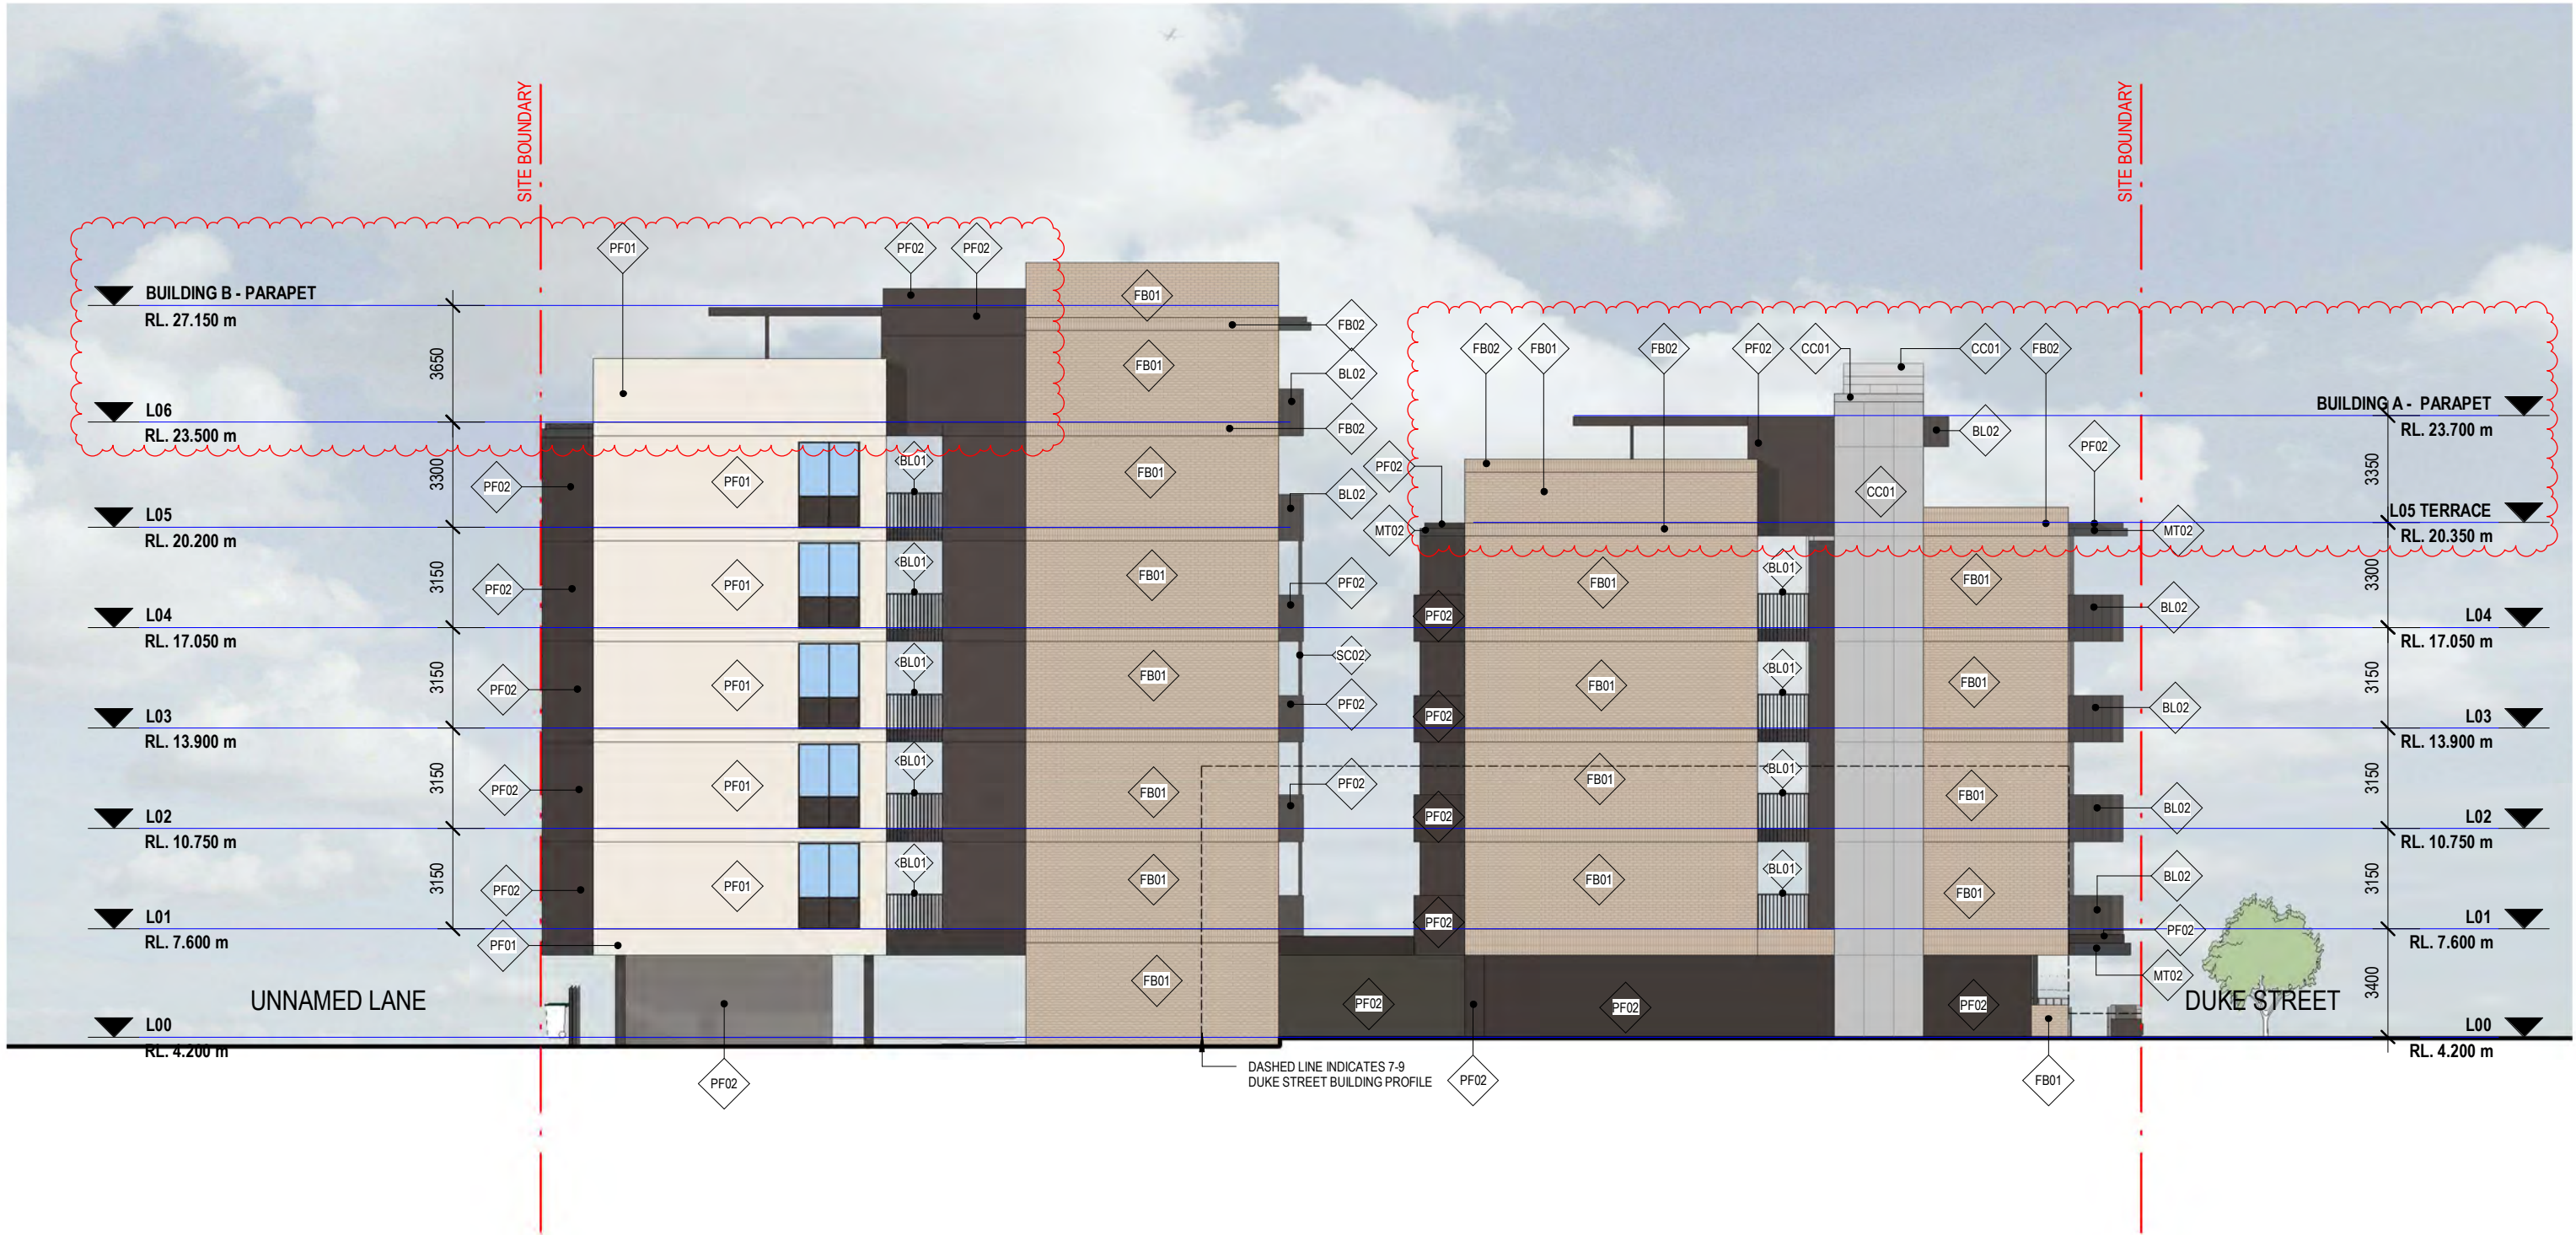 SITE BOUNDARY
SITE BOUNDARY
PF01
PF02
PF02
BUILDING B - PARAPET
RL. 27.150 m
FB01
FB02
3650
FB01
BL02
FB02
FB01
FB02
PF02
CC01
CC01
FB02
L06
RL. 23.500 m
FB02
BUILDING A - PARAPET
RL. 23.700 m
BL02
PF02
3300
PF02
PF01
BL01
FB01
PF02
BL02
CC01
3350
L05
RL. 20.200 m
MT02
MT02
L05 TERRACE
RL. 20.350 m
3150
PF02
PF01
BL01
FB01
PF02
FB01
BL01
FB01
3300
PF02
BL02
L04
RL. 17.050 m
L04
RL. 17.050 m
3150
PF02
PF01
BL01
FB01
SC02
PF02
FB01
BL01
FB01
3150
PF02
BL02
L03
RL. 13.900 m
L03
RL. 13.900 m
3150
PF02
PF01
BL01
FB01
PF02
FB01
BL01
FB01
3150
PF02
BL02
L02
RL. 10.750 m
L02
RL. 10.750 m
3150
PF02
PF01
BL01
FB01
FB01
BL01
FB01
BL02
3150
PF02
L01
RL. 7.600 m
PF01
PF02
L01
RL. 7.600 m
FB01
MT02
3400
UNNAMED LANE
PF02
PF02
PF02
DUKE STREET
L00
RL. 4.200 m
L00
RL. 4.200 m
PF02
DASHED LINE INDICATES 7-9
DUKE STREET BUILDING PROFILE
PF02
FB01